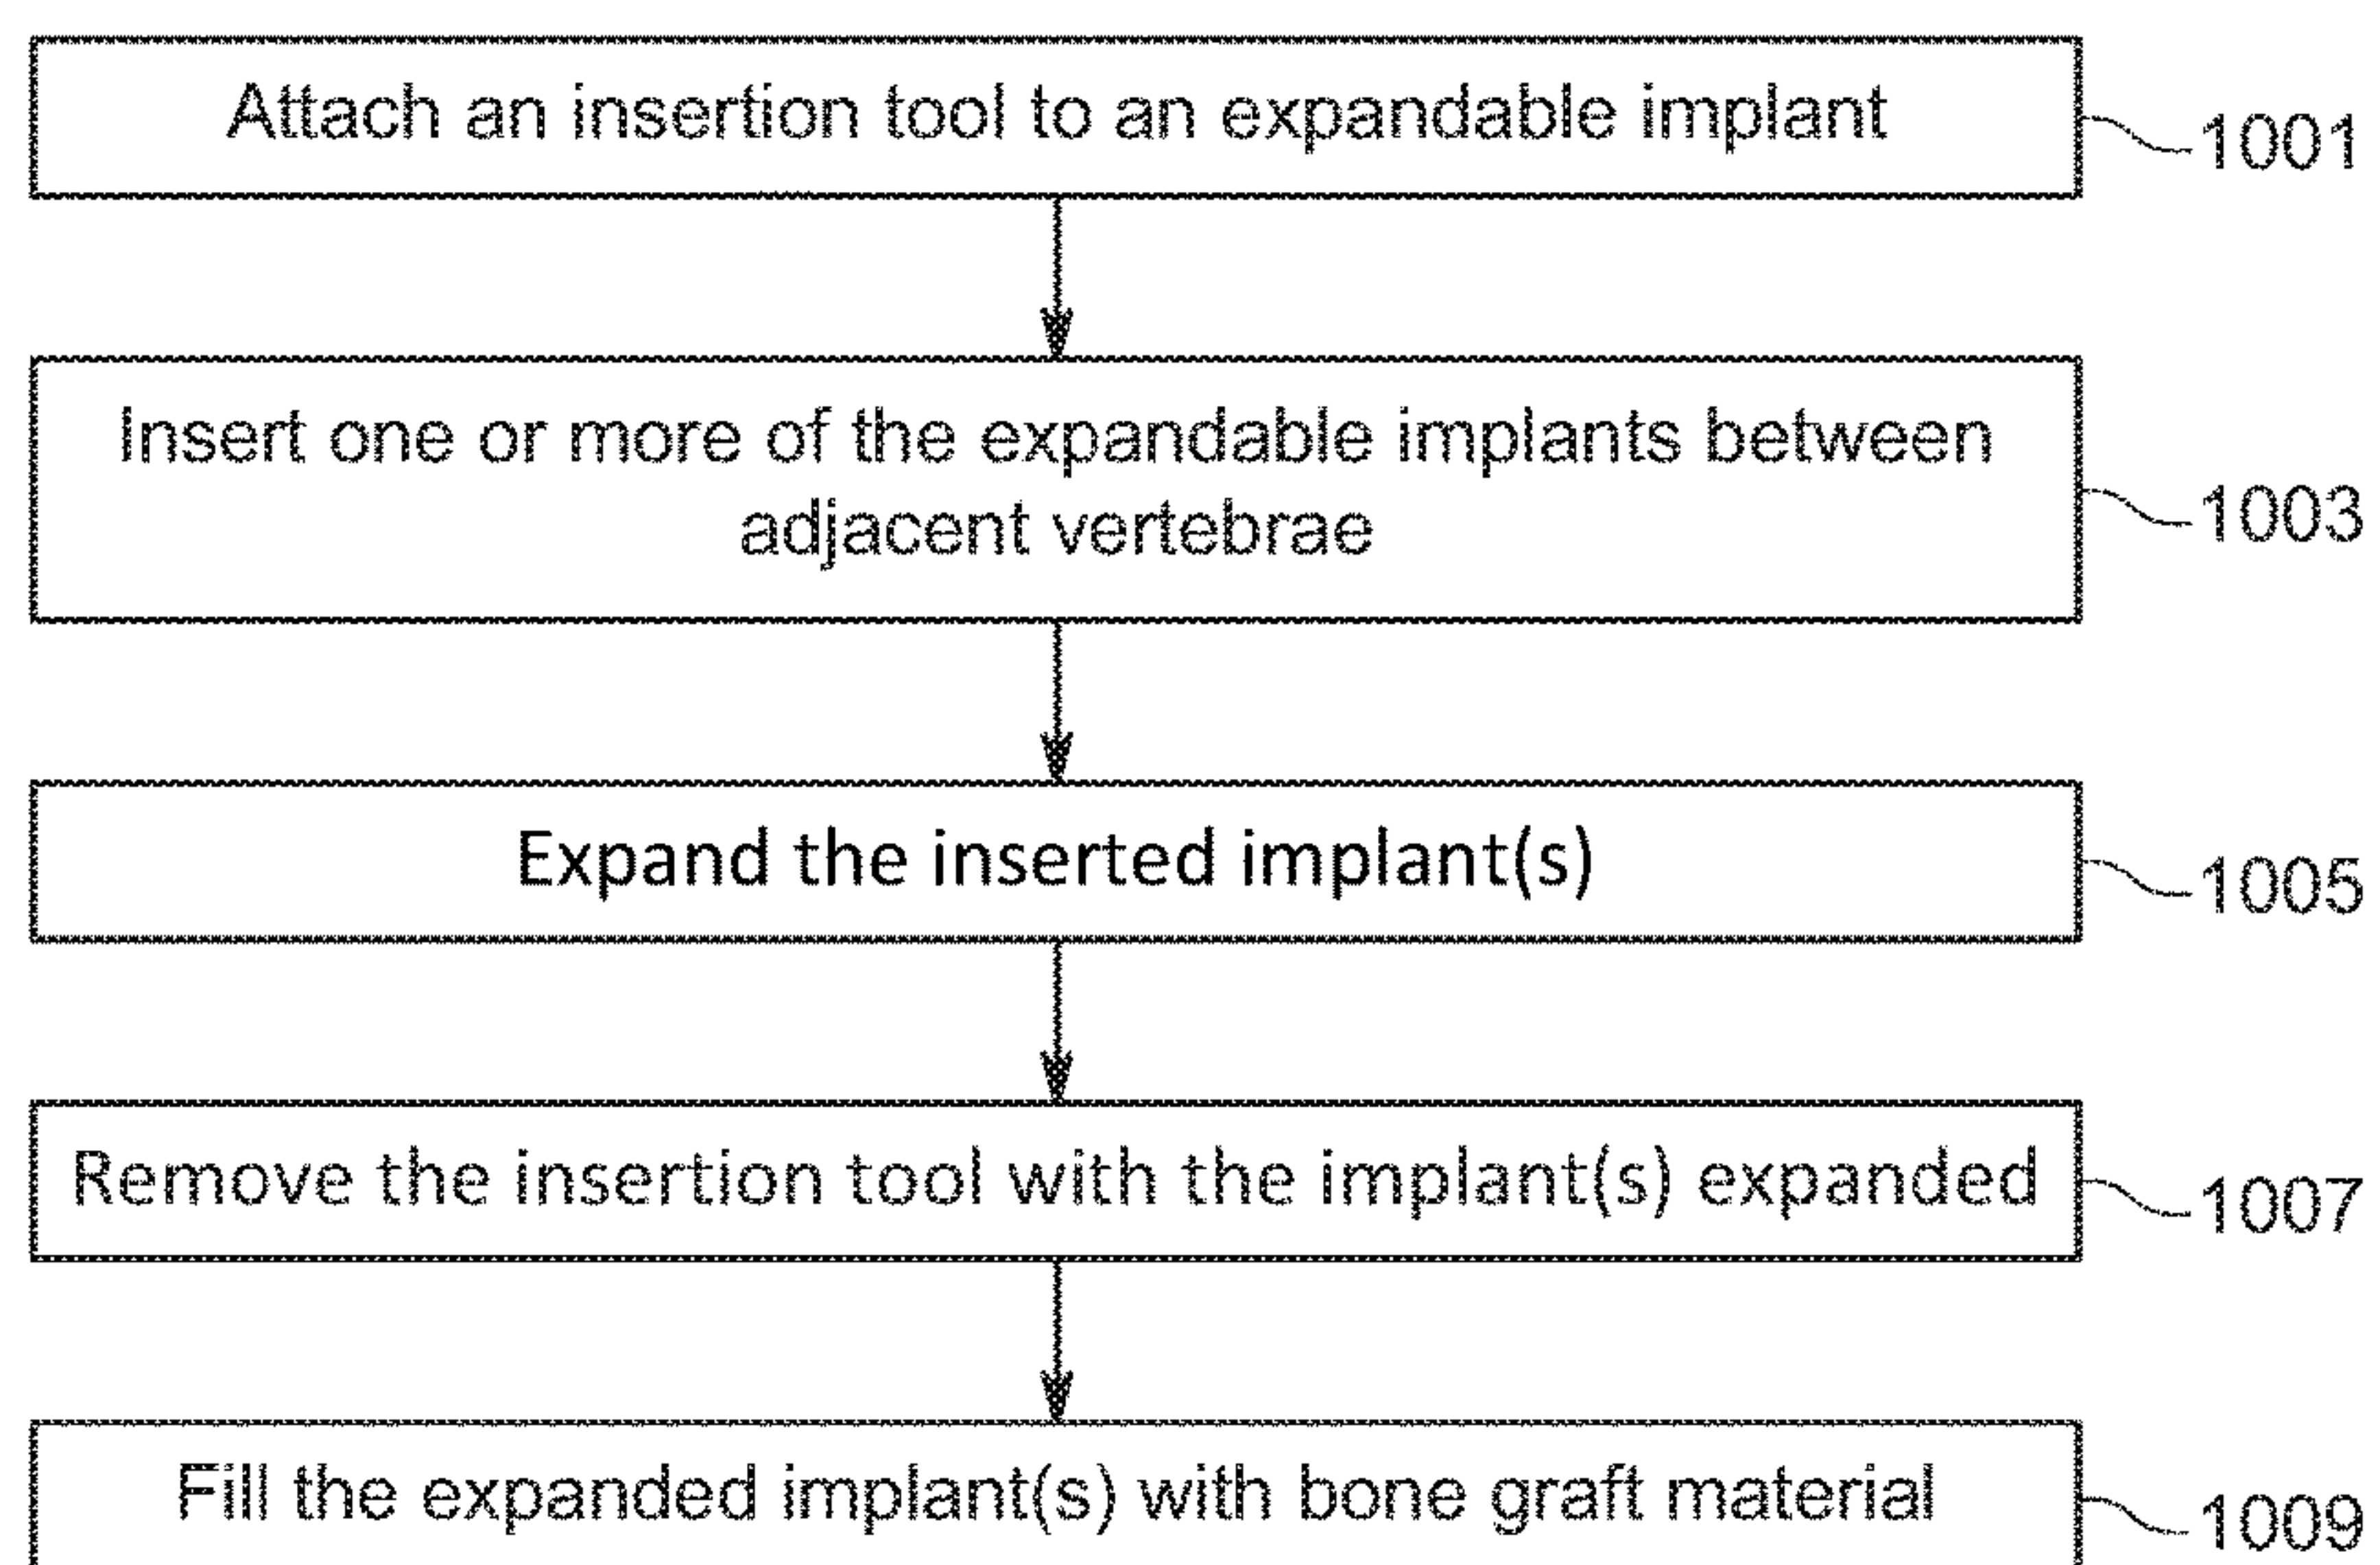 Attach an insertion tool to an expandable implant
1001
Insert one or more of the expandable implants between
adjacent vertebrae
1003
Expand the inserted implant(s)
1005
Remove the insertion tool with the implant(s) expanded
1007
Fill the expanded implant(s) with bone graft material
1009